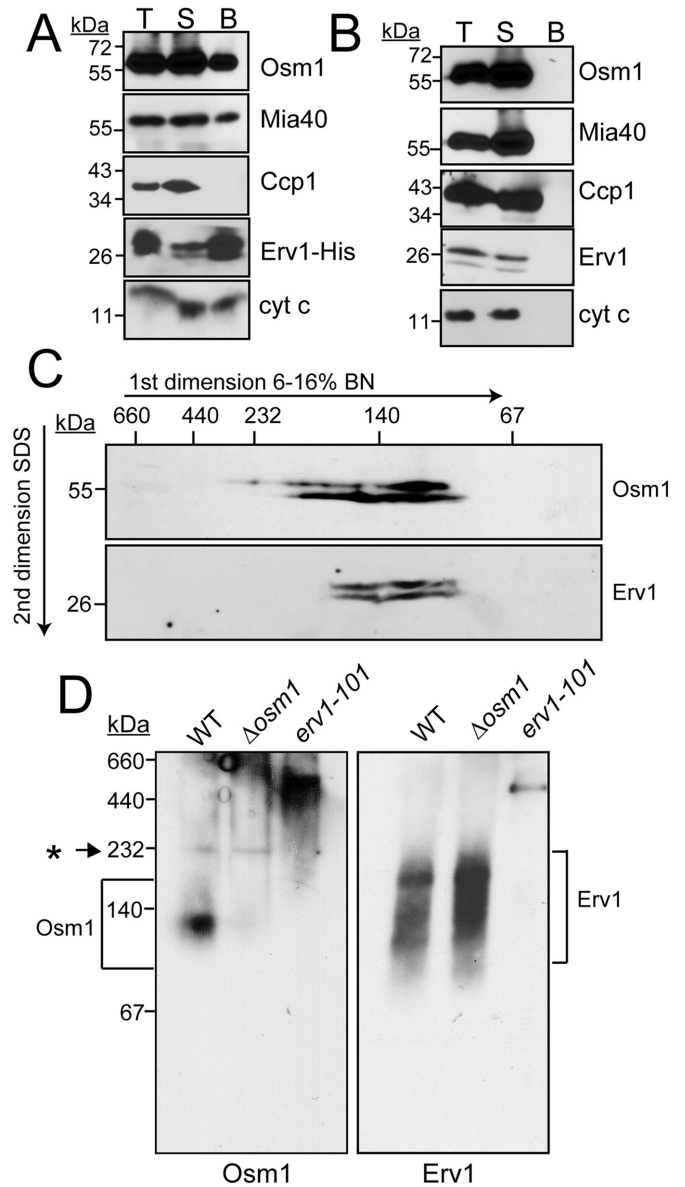 A
kDa T S B
72
55
Osm1
55
Mia40
43
34
Ccp1
26
Erv1-His
11
cyt c
B
kDa T S B
72
55
Osm1
55
Mia40
43
34
Ccp1
26
Erv1
11
cyt c
C
1st dimension 6-16% BN
kDa
660 440 232 140 67
2nd dimension SDS
55
Osm1
26
Erv1
D
kDa
WT Δosm1 erv1-101
WT Δosm1 erv1-101
660
440
* 232
140
67
Osm1
Erv1
Osm1 Erv1